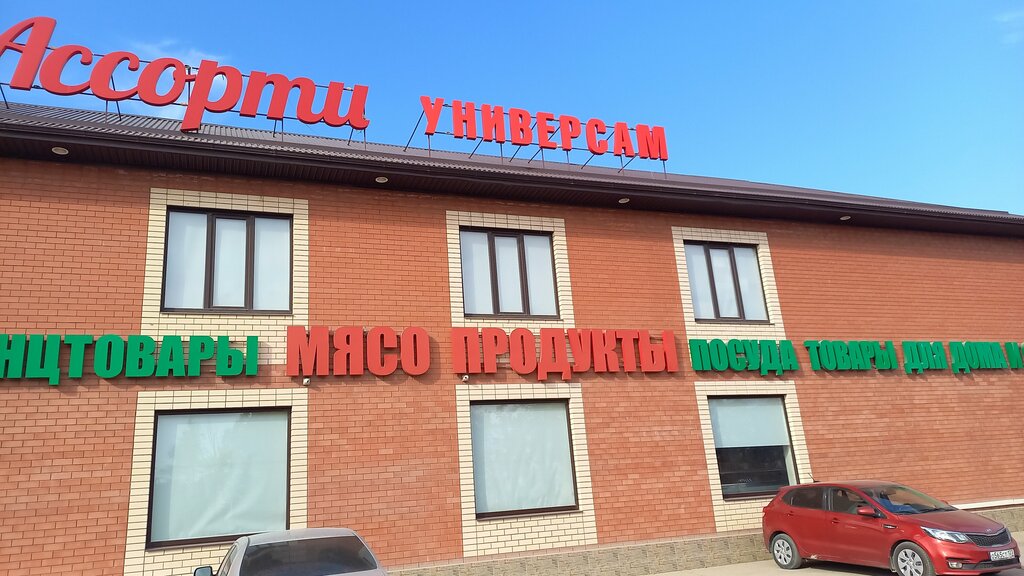 Ассорти УНИВЕРСАМ
НЦТОВАРЫ МЯСО ПРОДУКТЫ ПОСУДА ТОВАРЫ ДЛЯ ДОМА И